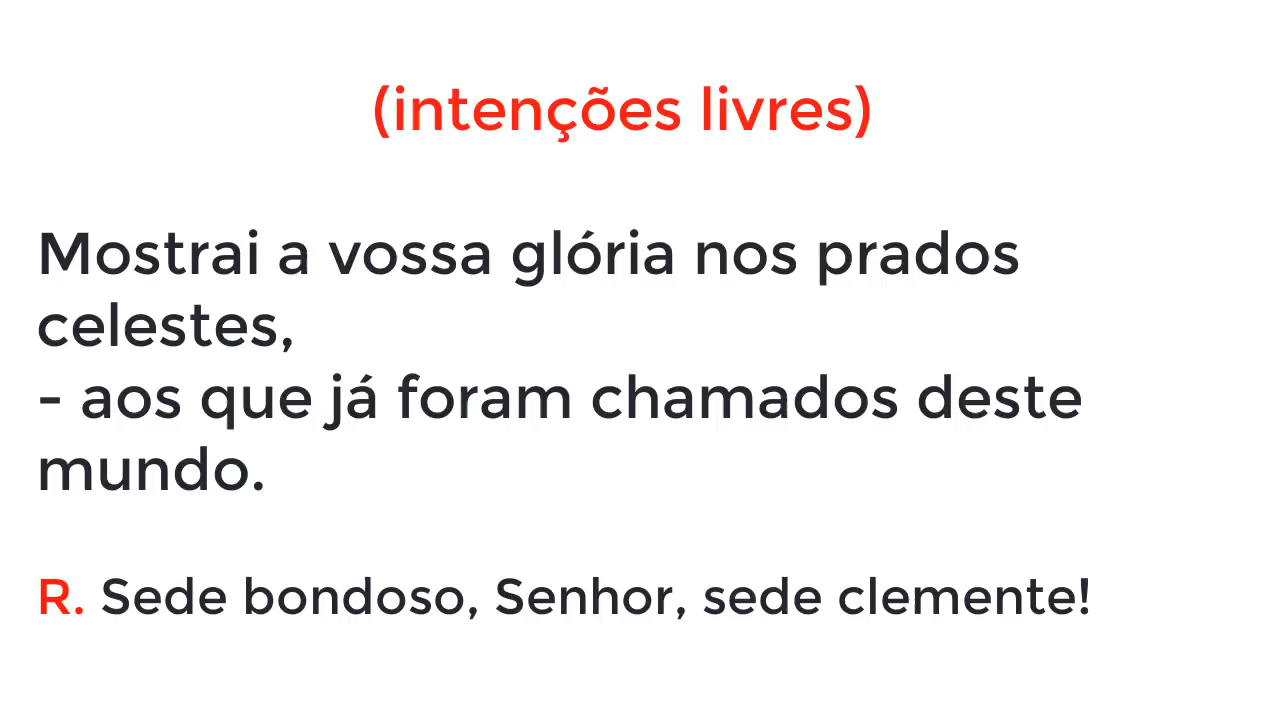 (intenções livres)
Mostrai a vossa glória nos prados
celestes,
- aos que já foram chamados deste
mundo.
R. Sede bondoso, Senhor, sede clemente!